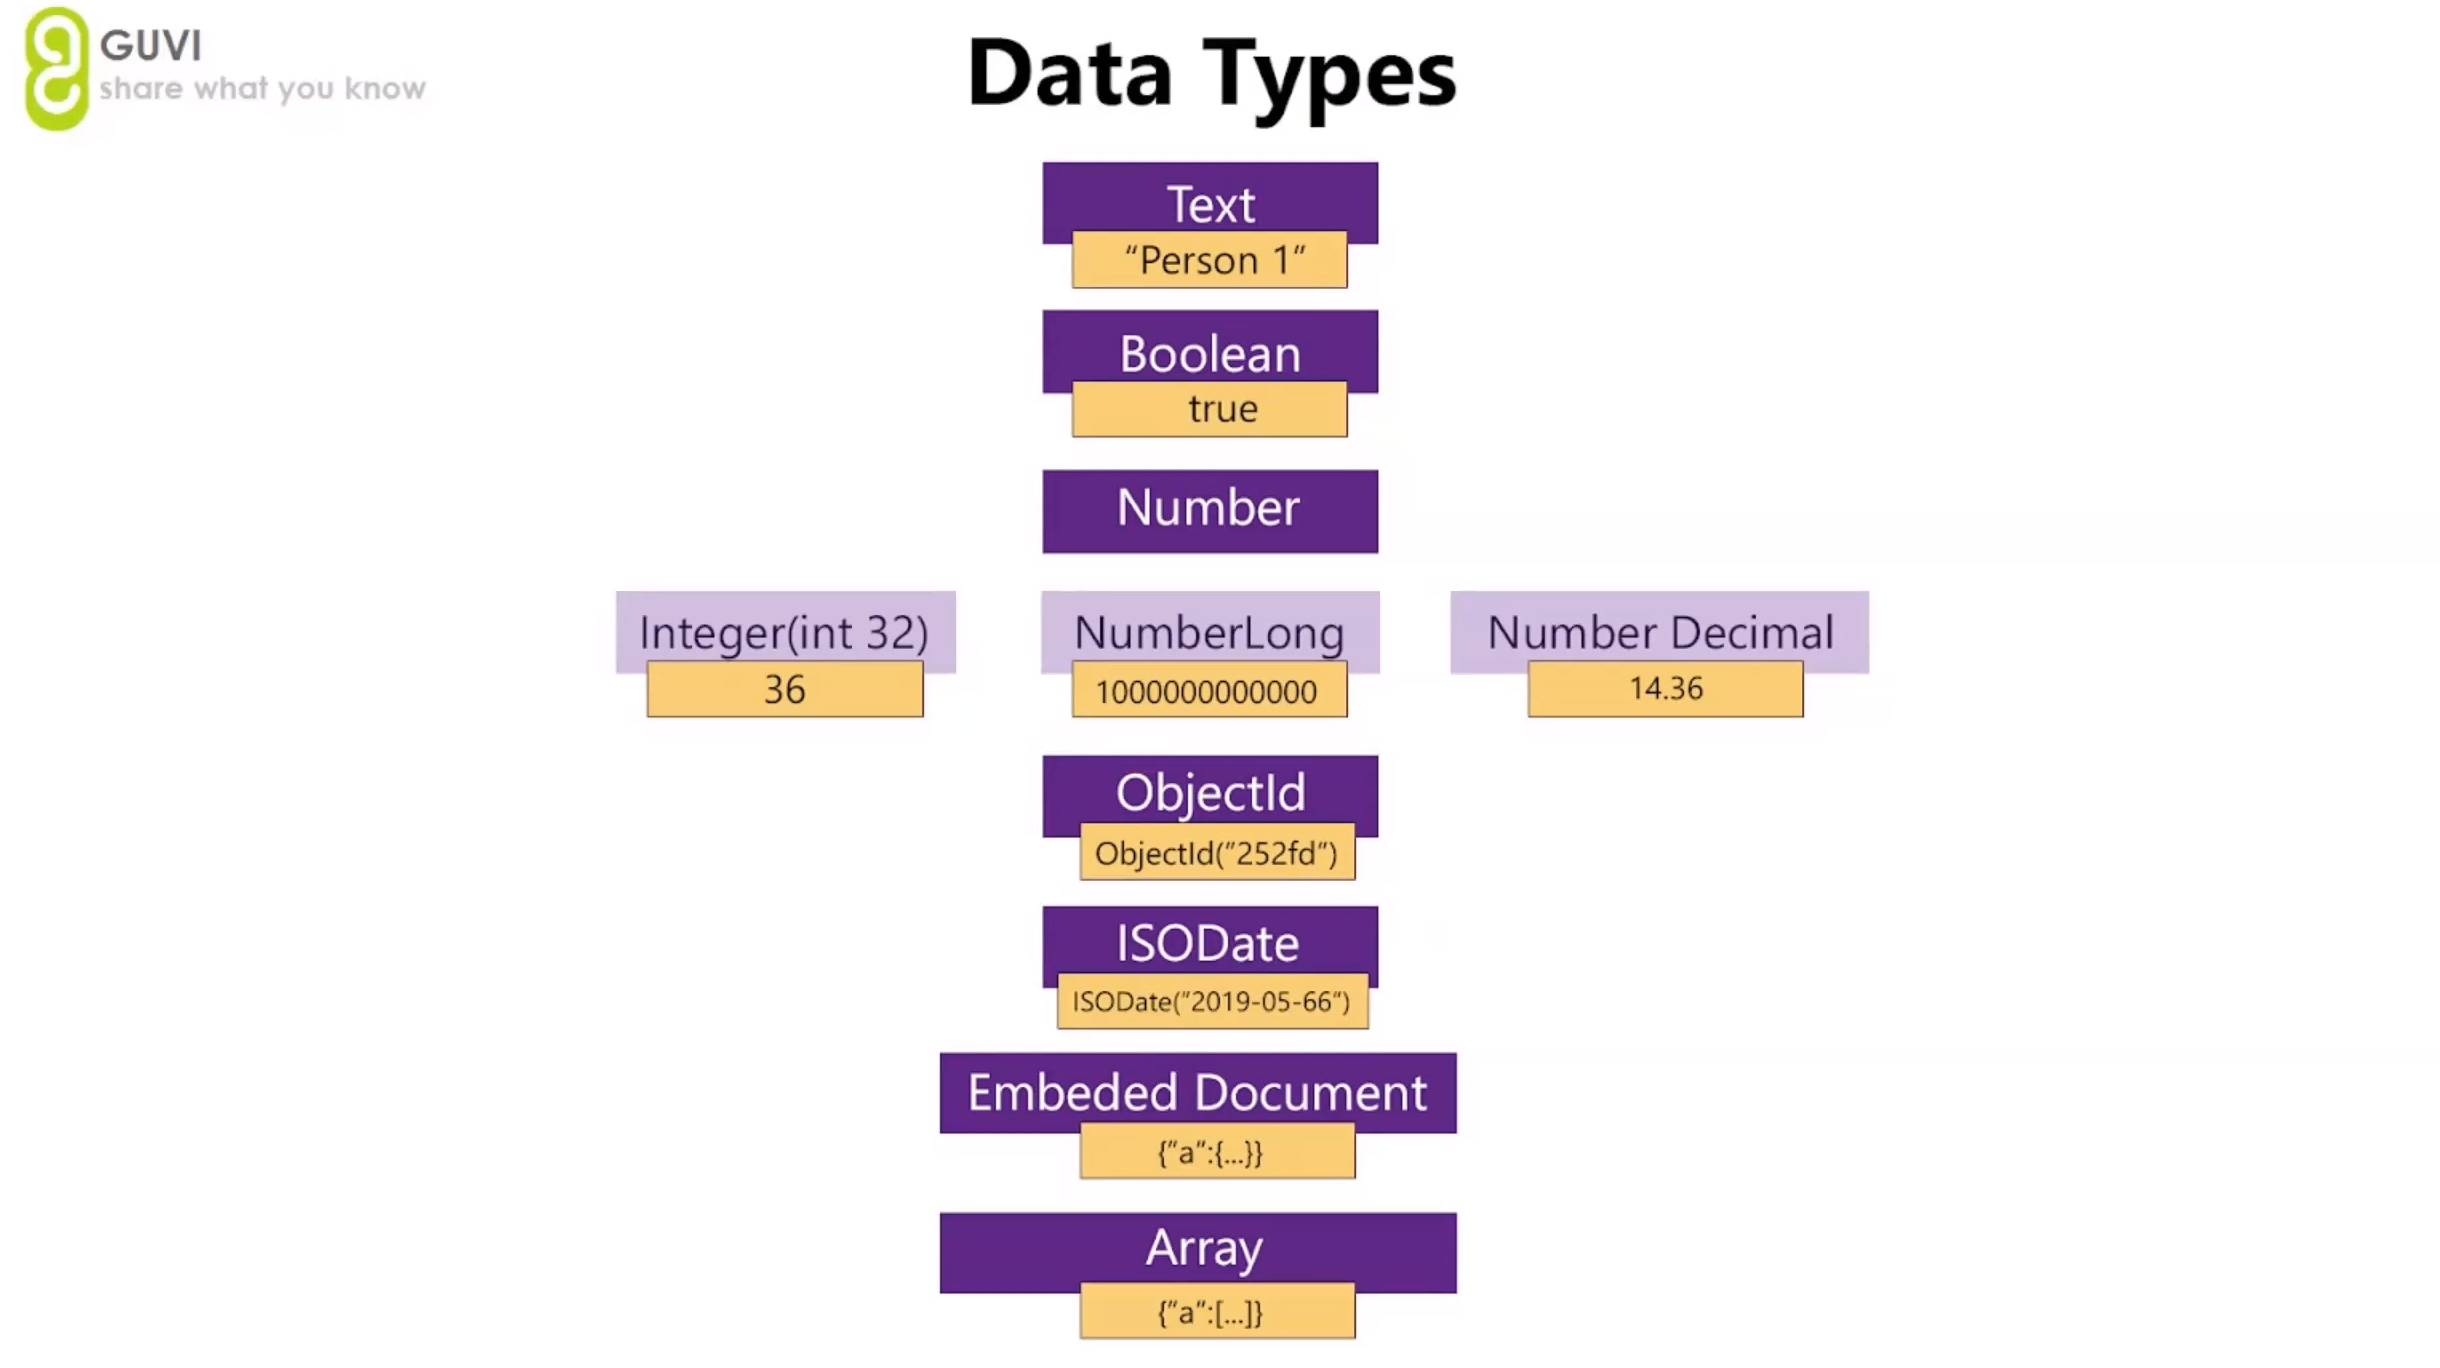 GUVI
share what you know
Data Types
Text
“Person 1”
Boolean
true
Number
Integer(int 32)
36
NumberLong
1000000000000
Number Decimal
14.36
ObjectId
ObjectId(“252fd”)
ISODate
ISODate(“2019-05-66”)
Embeded Document
{“a”:{...}}
Array
{“a”:[...]}